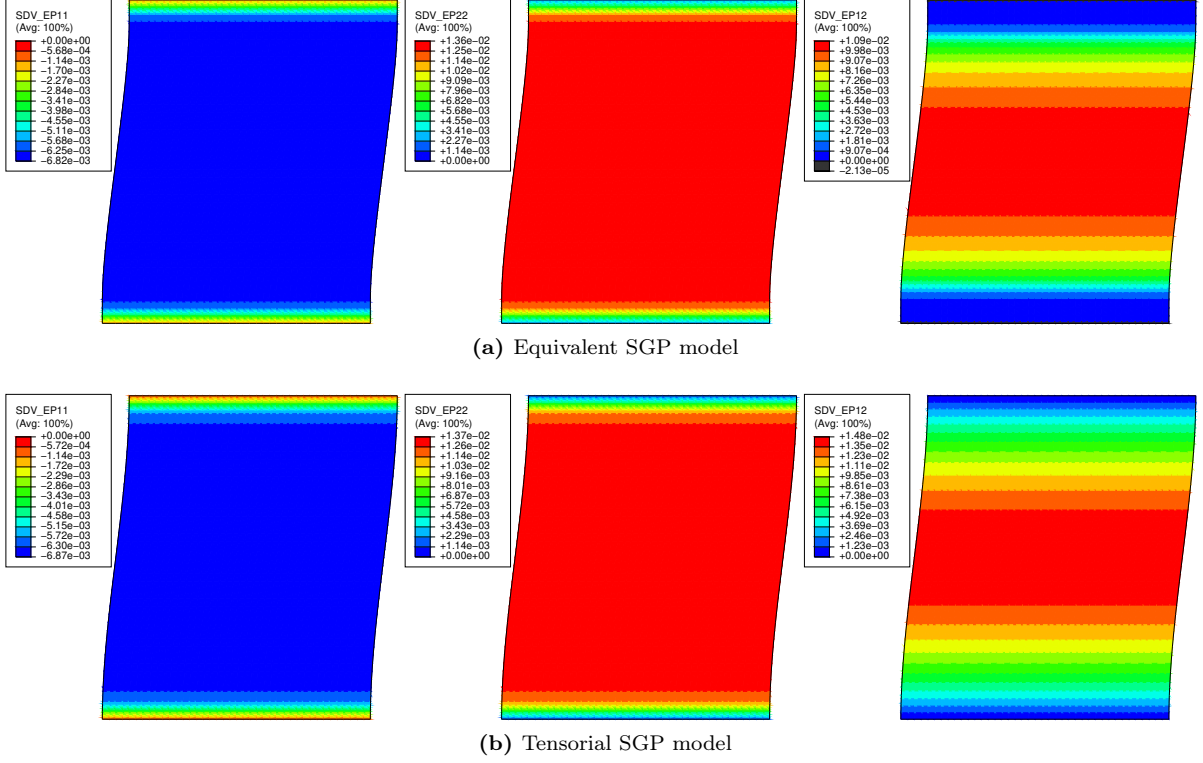 SDV_EP11
(Avg: 100%)
+0.00e+00
−5.68e−04
−1.14e−03
−1.70e−03
−2.27e−03
−2.84e−03
−3.41e−03
−3.98e−03
−4.55e−03
−5.11e−03
−5.68e−03
−6.25e−03
−6.82e−03
SDV_EP22
(Avg: 100%)
+1.36e−02
+1.25e−02
+1.14e−02
+1.02e−02
+9.09e−03
+7.96e−03
+6.82e−03
+5.68e−03
+4.55e−03
+3.41e−03
+2.27e−03
+1.14e−03
+0.00e+00
SDV_EP12
(Avg: 100%)
+1.09e−02
+9.98e−03
+9.07e−03
+8.16e−03
+7.26e−03
+6.35e−03
+5.44e−03
+4.53e−03
+3.63e−03
+2.72e−03
+1.81e−03
+9.07e−04
+0.00e+00
−2.13e−05
(a) Equivalent SGP model
SDV_EP11
(Avg: 100%)
+0.00e+00
−5.72e−04
−1.14e−03
−1.72e−03
−2.29e−03
−2.86e−03
−3.43e−03
−4.01e−03
−4.58e−03
−5.15e−03
−5.72e−03
−6.30e−03
−6.87e−03
SDV_EP22
(Avg: 100%)
+1.37e−02
+1.26e−02
+1.14e−02
+1.03e−02
+9.16e−03
+8.01e−03
+6.87e−03
+5.72e−03
+4.58e−03
+3.43e−03
+2.29e−03
+1.14e−03
+0.00e+00
SDV_EP12
(Avg: 100%)
+1.48e−02
+1.35e−02
+1.23e−02
+1.11e−02
+9.85e−03
+8.61e−03
+7.38e−03
+6.15e−03
+4.92e−03
+3.69e−03
+2.46e−03
+1.23e−03
+0.00e+00
(b) Tensorial SGP model